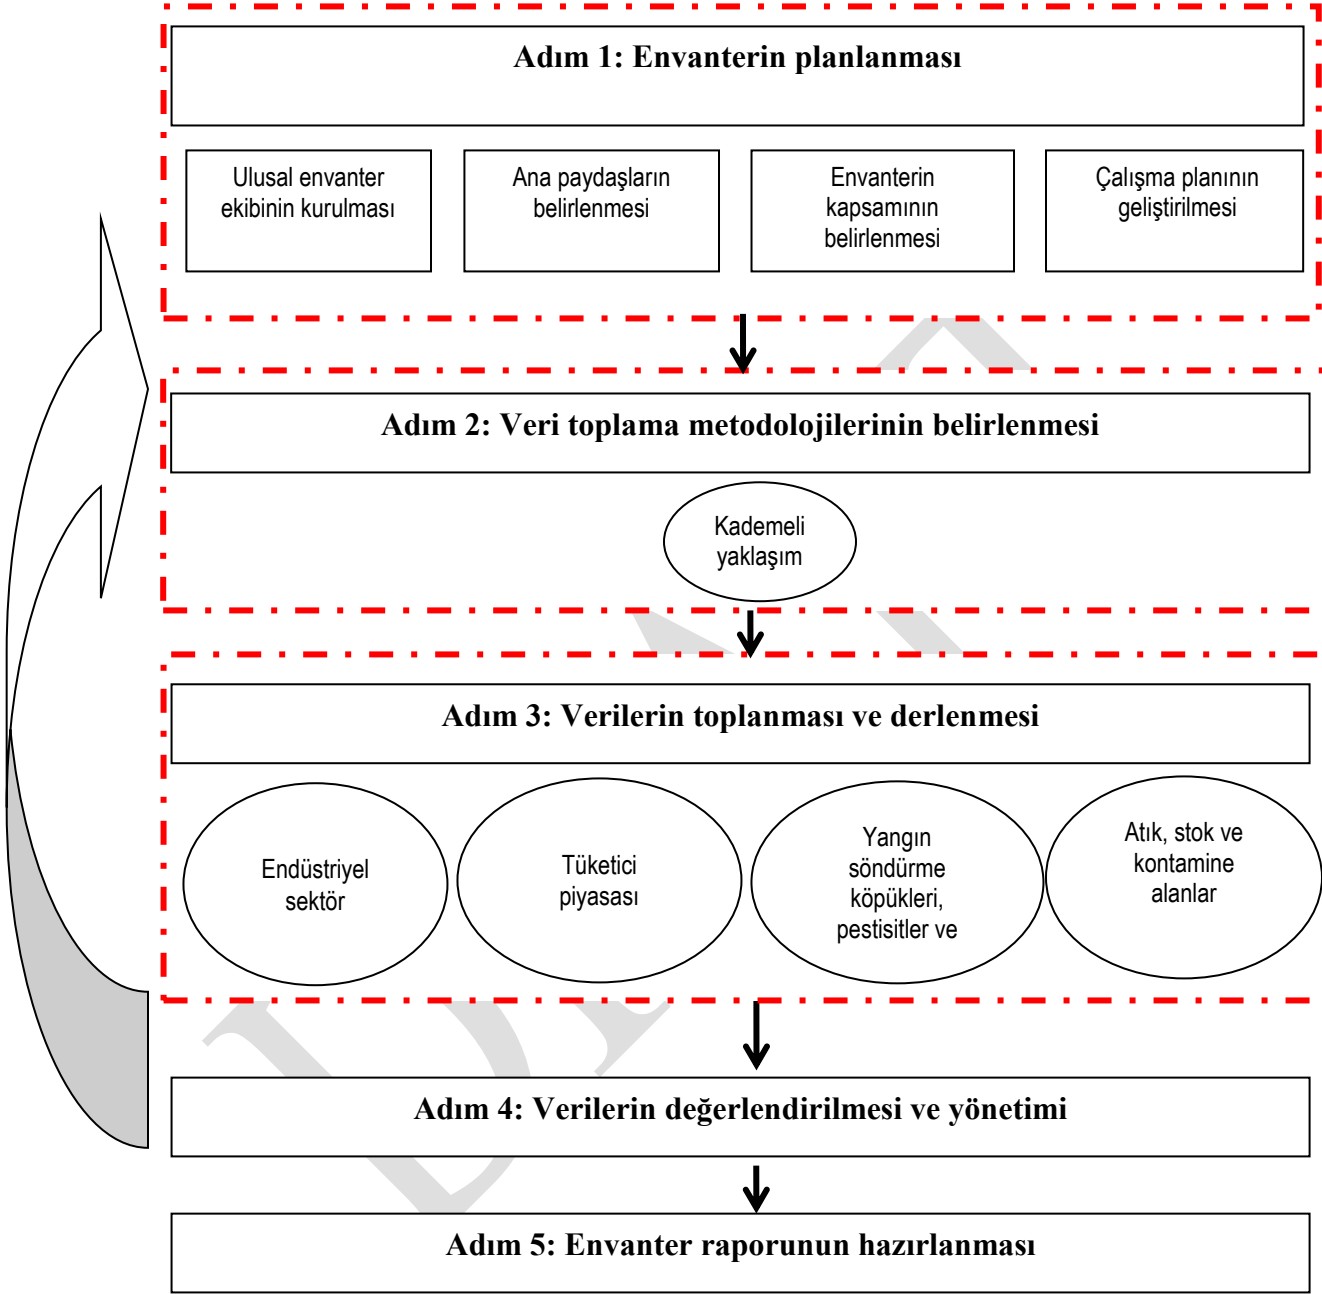 Adım 1: Envanterin planlanması
Ulusal envanter
ekibinin kurulması
Ana paydaşların
belirlenmesi
Envanterin
kapsamının
belirlenmesi
Çalışma planının
geliştirilmesi
Adım 2: Veri toplama metodolojilerinin belirlenmesi
Kademeli
yaklaşım
Adım 3: Verilerin toplanması ve derlenmesi
Endüstriyel
sektör
Tüketici
piyasası
Yangın
söndürme
köpükleri,
pestisitler ve
Atık, stok ve
kontamine
alanlar
Adım 4: Verilerin değerlendirilmesi ve yönetimi
Adım 5: Envanter raporunun hazırlanması